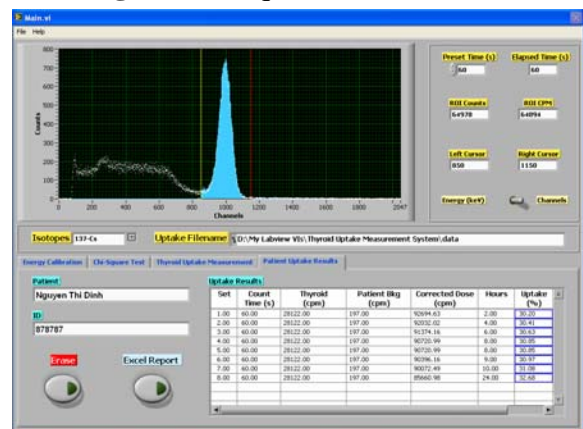 Main.vi
File Help
800-
700-
600-
500-
400-
300-
200-
100-
0-
Counts
0 200 400 600 800 1000 1200 1400 1600 1800 2047
Channels
Preset Time (s) Elapsed Time (s)
60 60
ROI Counts ROI CPM
64978 64894
Left Cursor Right Cursor
850 1150
Energy (keV) Channels
Isotopes 137-Cs Uptake Filename D:\My Labview VIs\Thyroid Uptake Measurement System\data
Energy Calibration Chi-Square Test Thyroid Uptake Measurement Patient Uptake Results
Patient
Nguyen Thi Dinh
ID
878787
Erase Excel Report
Uptake Results
Set Count Time (s) Thyroid (cpm) Patient Bkg (cpm) Corrected Dose (cpm) Hours Uptake (%)
1.00 60.00 28122.00 197.00 92694.63 2.00 30.20
2.00 60.00 28122.00 197.00 92032.02 4.00 30.41
3.00 60.00 28122.00 197.00 91374.16 6.00 30.63
4.00 60.00 28122.00 197.00 90720.99 8.00 30.85
5.00 60.00 28122.00 197.00 90720.99 8.00 30.85
6.00 60.00 28122.00 197.00 90396.16 9.00 30.97
7.00 60.00 28122.00 197.00 90072.49 10.00 31.08
8.00 60.00 28122.00 197.00 85660.98 24.00 32.68